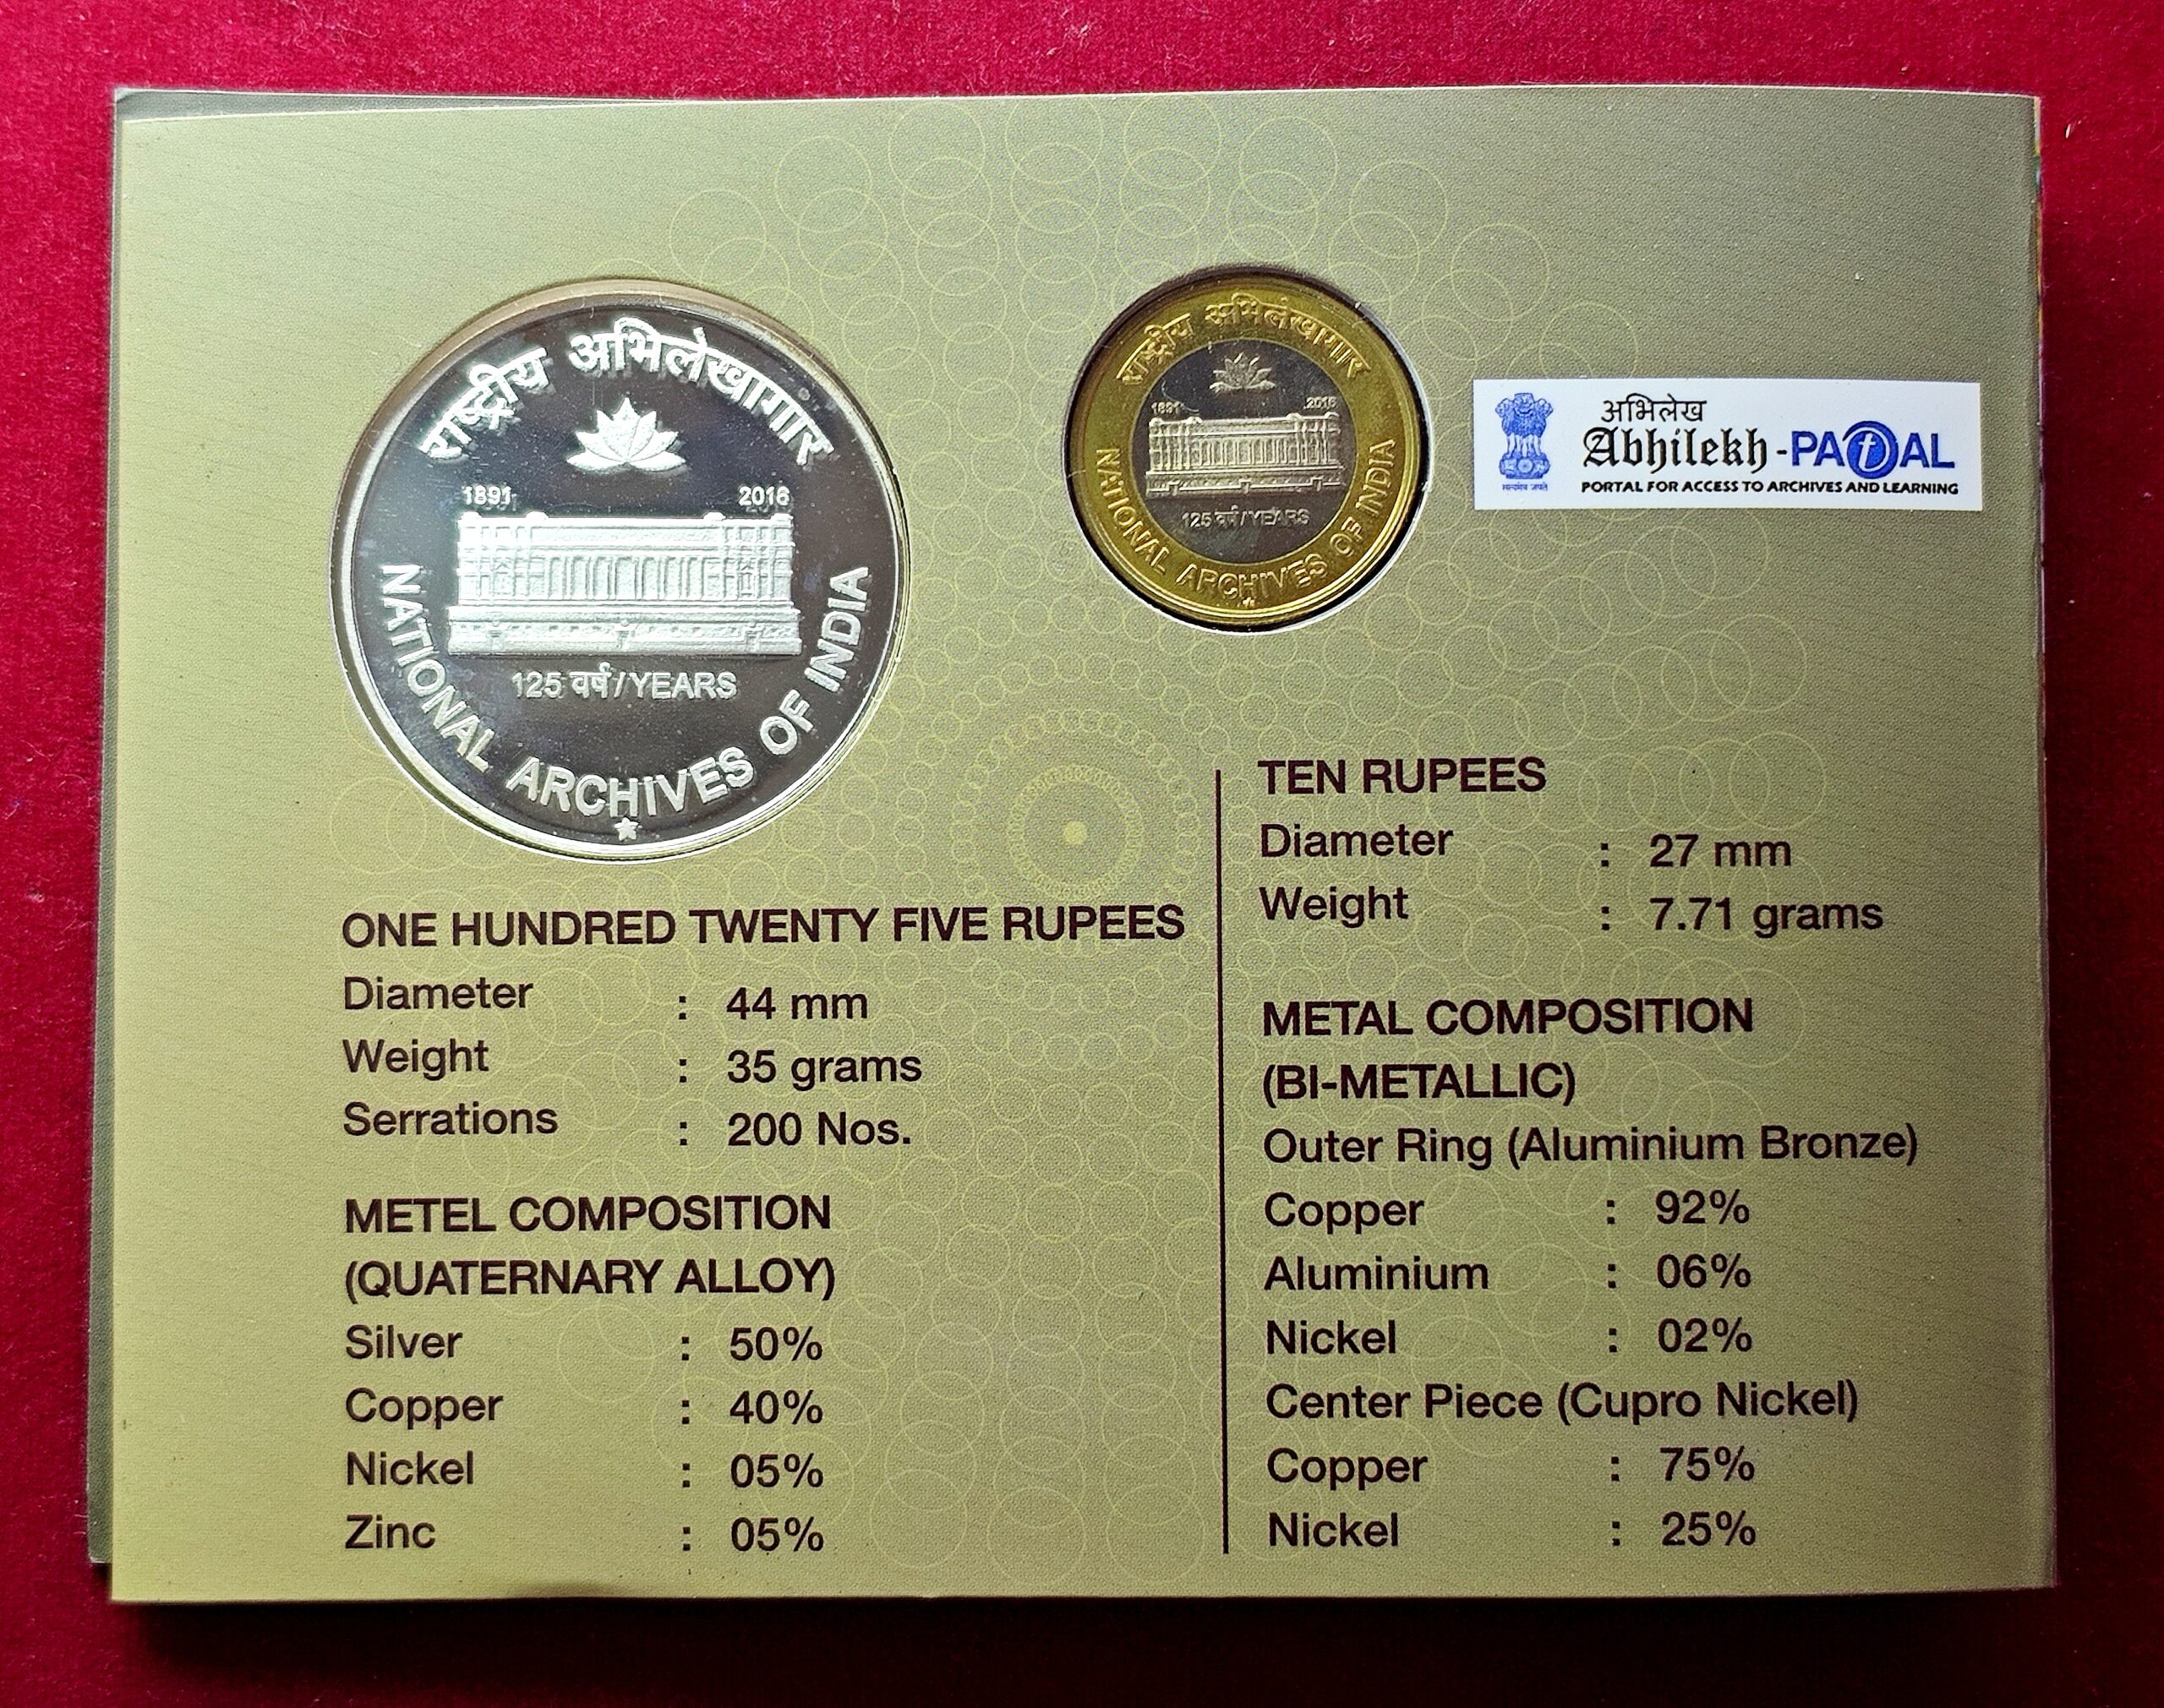 राष्ट्रीय अभिलेखागार
1891 2016
125 वर्ष/YEARS
NATIONAL ARCHIVES OF INDIA
राष्ट्रीय अभिलेखागार
1891 2016
125 वर्ष/YEARS
NATIONAL ARCHIVES OF INDIA
सत्यमेव जयते
अभिलेख
Abhilekh-PATAL
PORTAL FOR ACCESS TO ARCHIVES AND LEARNING
ONE HUNDRED TWENTY FIVE RUPEES
Diameter : 44 mm
Weight : 35 grams
Serrations : 200 Nos.
METEL COMPOSITION
(QUATERNARY ALLOY)
Silver : 50%
Copper : 40%
Nickel : 05%
Zinc : 05%
TEN RUPEES
Diameter : 27 mm
Weight : 7.71 grams
METAL COMPOSITION
(BI-METALLIC)
Outer Ring (Aluminium Bronze)
Copper : 92%
Aluminium : 06%
Nickel : 02%
Center Piece (Cupro Nickel)
Copper : 75%
Nickel : 25%